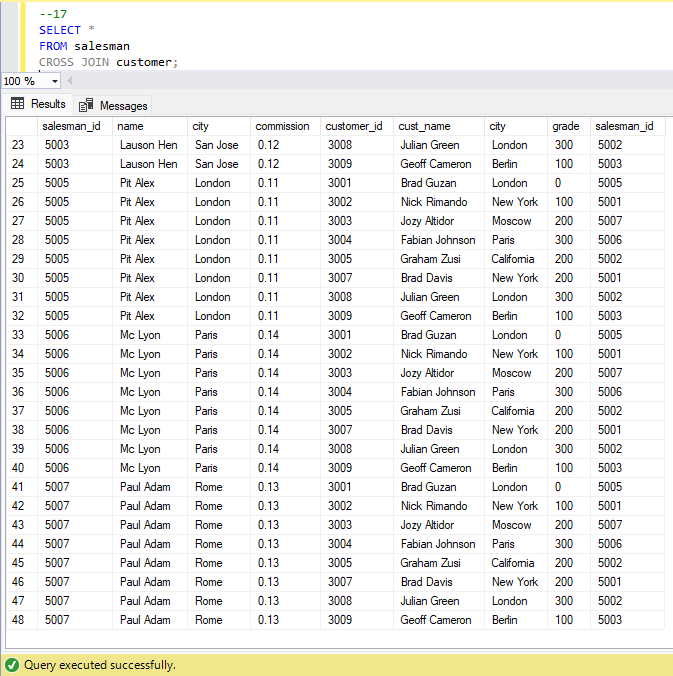 --17
SELECT *
FROM salesman
CROSS JOIN customer;
100 %
Results Messages
salesman_id name city commission customer_id cust_name city grade salesman_id
23 5003 Lauson Hen San Jose 0.12 3008 Julian Green London 300 5002
24 5003 Lauson Hen San Jose 0.12 3009 Geoff Cameron Berlin 100 5003
25 5005 Pit Alex London 0.11 3001 Brad Guzan London 0 5005
26 5005 Pit Alex London 0.11 3002 Nick Rimando New York 100 5001
27 5005 Pit Alex London 0.11 3003 Jozy Altidor Moscow 200 5007
28 5005 Pit Alex London 0.11 3004 Fabian Johnson Paris 300 5006
29 5005 Pit Alex London 0.11 3005 Graham Zusi California 200 5002
30 5005 Pit Alex London 0.11 3007 Brad Davis New York 200 5001
31 5005 Pit Alex London 0.11 3008 Julian Green London 300 5002
32 5005 Pit Alex London 0.11 3009 Geoff Cameron Berlin 100 5003
33 5006 Mc Lyon Paris 0.14 3001 Brad Guzan London 0 5005
34 5006 Mc Lyon Paris 0.14 3002 Nick Rimando New York 100 5001
35 5006 Mc Lyon Paris 0.14 3003 Jozy Altidor Moscow 200 5007
36 5006 Mc Lyon Paris 0.14 3004 Fabian Johnson Paris 300 5006
37 5006 Mc Lyon Paris 0.14 3005 Graham Zusi California 200 5002
38 5006 Mc Lyon Paris 0.14 3007 Brad Davis New York 200 5001
39 5006 Mc Lyon Paris 0.14 3008 Julian Green London 300 5002
40 5006 Mc Lyon Paris 0.14 3009 Geoff Cameron Berlin 100 5003
41 5007 Paul Adam Rome 0.13 3001 Brad Guzan London 0 5005
42 5007 Paul Adam Rome 0.13 3002 Nick Rimando New York 100 5001
43 5007 Paul Adam Rome 0.13 3003 Jozy Altidor Moscow 200 5007
44 5007 Paul Adam Rome 0.13 3004 Fabian Johnson Paris 300 5006
45 5007 Paul Adam Rome 0.13 3005 Graham Zusi California 200 5002
46 5007 Paul Adam Rome 0.13 3007 Brad Davis New York 200 5001
47 5007 Paul Adam Rome 0.13 3008 Julian Green London 300 5002
48 5007 Paul Adam Rome 0.13 3009 Geoff Cameron Berlin 100 5003
Query executed successfully.